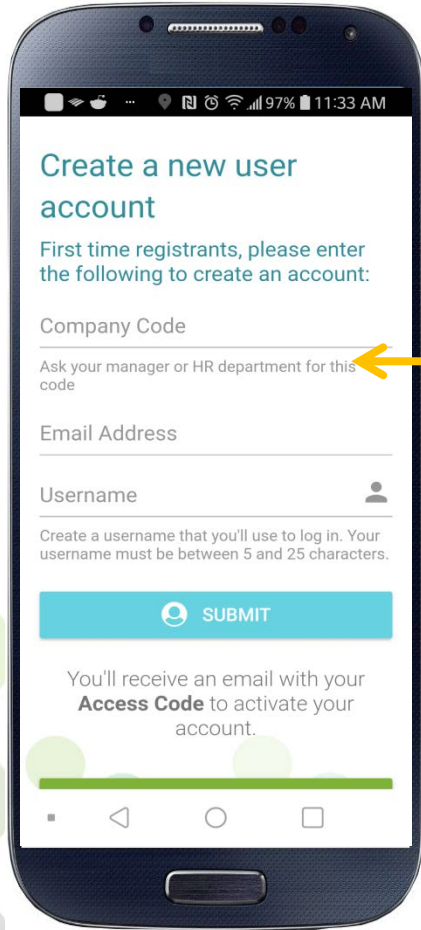 97% 11:33 AM
Create a new user
account
First time registrants, please enter
the following to create an account:
Company Code
Ask your manager or HR department for this
code
Email Address
Username
Create a username that you'll use to log in. Your
username must be between 5 and 25 characters.
SUBMIT
You'll receive an email with your
Access Code to activate your
account.